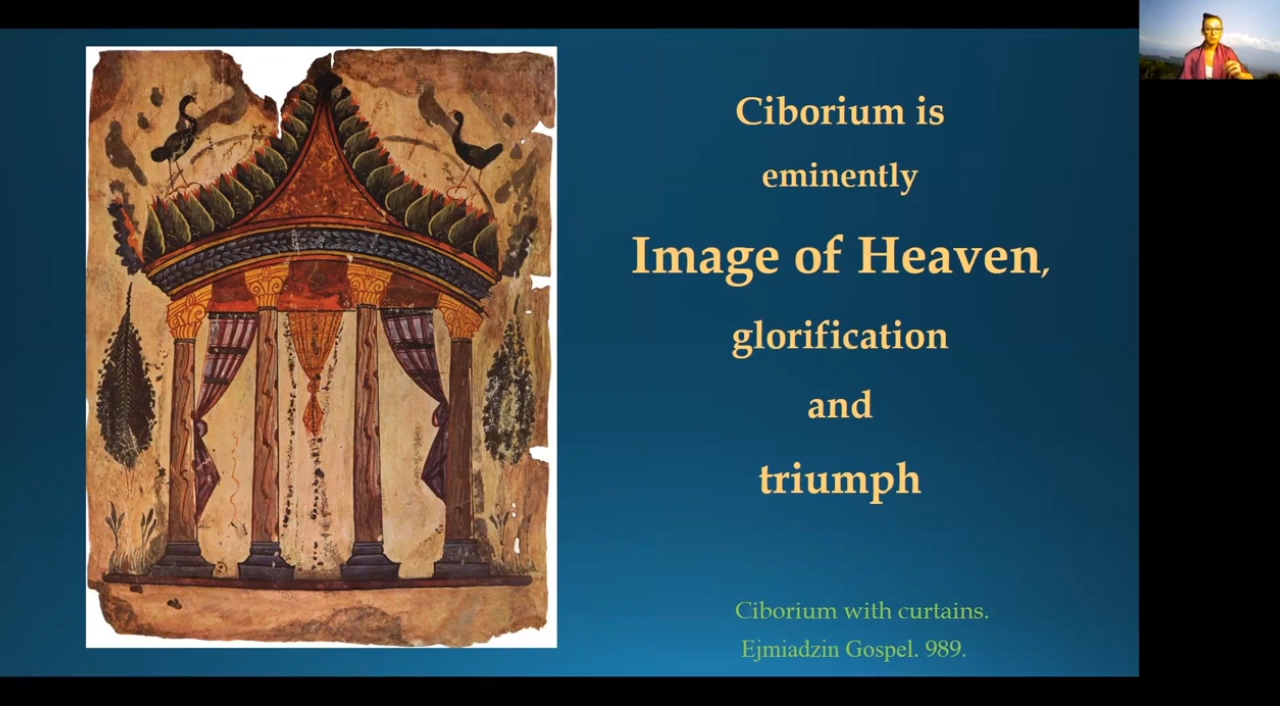 Ciborium is
eminently
Image of Heaven,
glorification
and
triumph
Ciborium with curtains.
Ejmiadzin Gospel. 989.